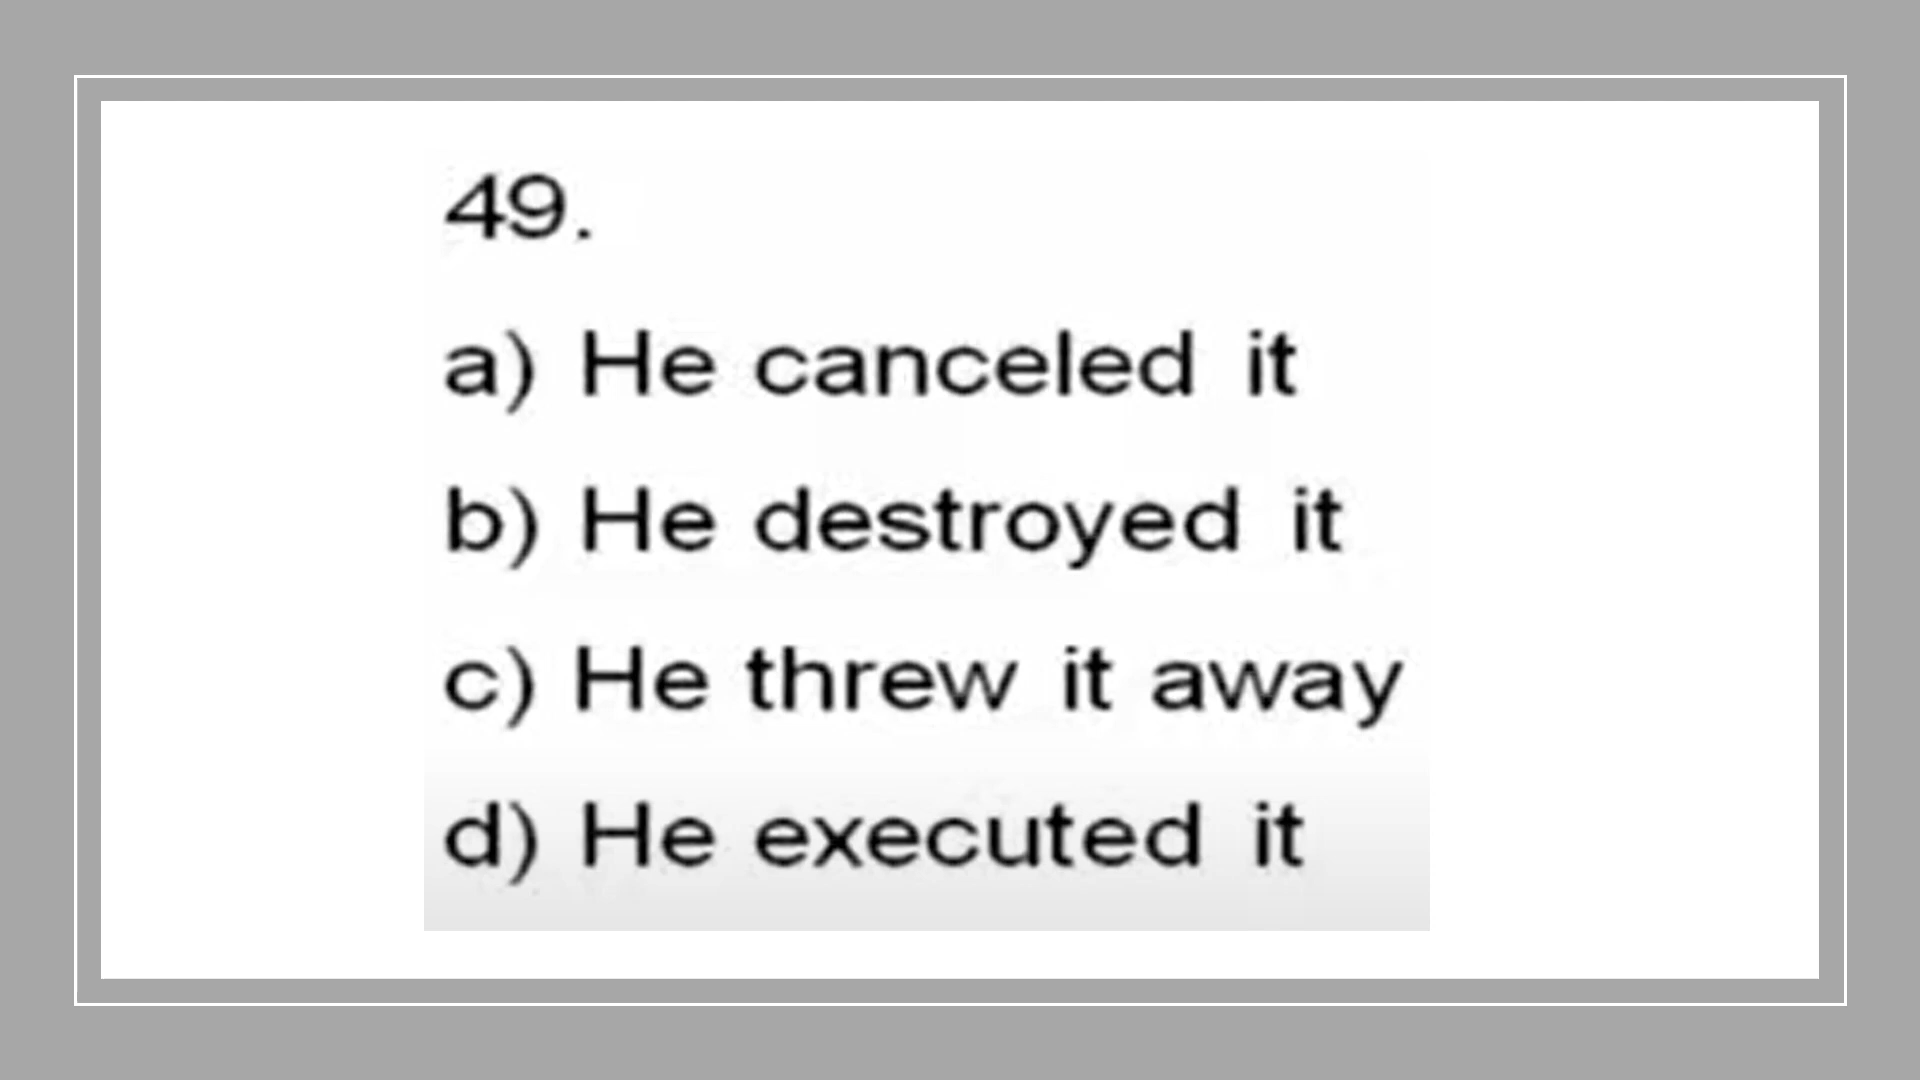 49.
a) He canceled it
b) He destroyed it
c) He threw it away
d) He executed it